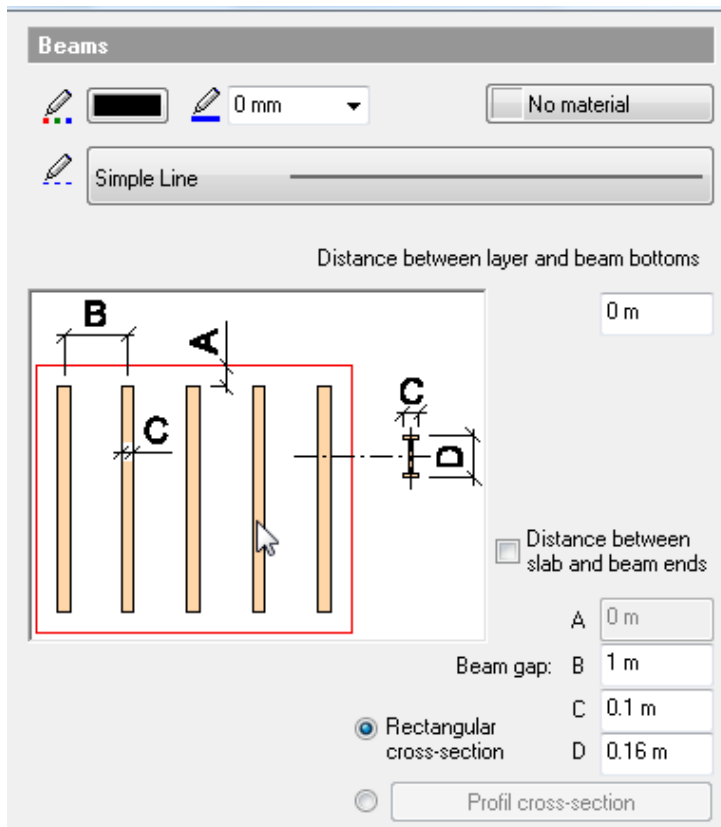 Beams
0 mm
No material
Simple Line
Distance between layer and beam bottoms
0 m
B
A
C
C
D
Distance between
slab and beam ends
A 0 m
Beam gap: B 1 m
C 0.1 m
Rectangular
cross-section
D 0.16 m
Profil cross-section